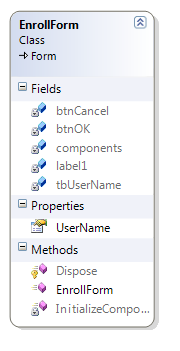 EnrollForm
Class
Form
Fields
btnCancel
btnOK
components
label1
tbUserName
Properties
UserName
Methods
Dispose
EnrollForm
InitializeCompo...